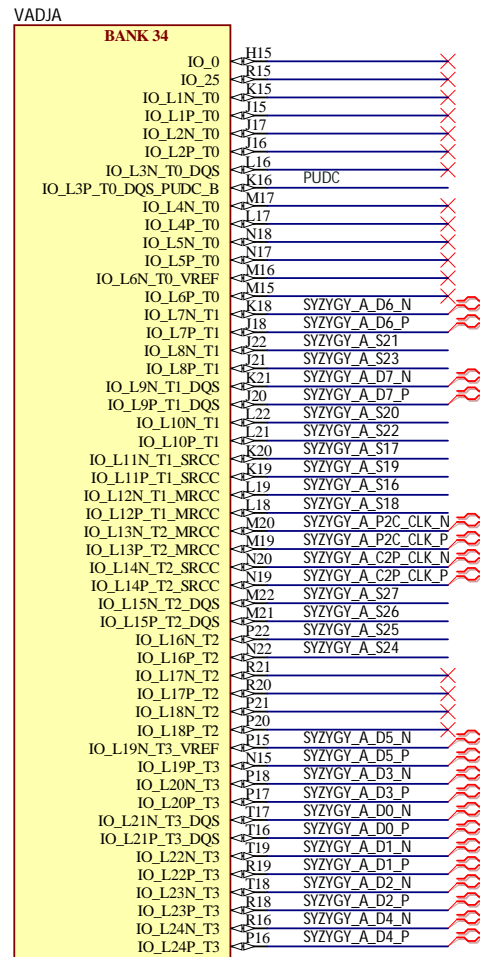 VADJA
BANK 34
IO_0 H15
IO_25 R15
IO_L1N_T0 K15
IO_L1P_T0 J15
IO_L2N_T0 J17
IO_L2P_T0 J16
IO_L3N_T0_DQS L16
IO_L3P_T0_DQS_PUDC_B K16 PUDC
IO_L4N_T0 M17
IO_L4P_T0 L17
IO_L5N_T0 N18
IO_L5P_T0 N17
IO_L6N_T0_VREF M16
IO_L6P_T0 M15
IO_L7N_T1 K18 SYZYGY_A_D6_N
IO_L7P_T1 J18 SYZYGY_A_D6_P
IO_L8N_T1 J22 SYZYGY_A_S21
IO_L8P_T1 J21 SYZYGY_A_S23
IO_L9N_T1_DQS K21 SYZYGY_A_D7_N
IO_L9P_T1_DQS J20 SYZYGY_A_D7_P
IO_L10N_T1 L22 SYZYGY_A_S20
IO_L10P_T1 L21 SYZYGY_A_S22
IO_L11N_T1_SRCC K20 SYZYGY_A_S17
IO_L11P_T1_SRCC K19 SYZYGY_A_S19
IO_L12N_T1_MRCC L19 SYZYGY_A_S16
IO_L12P_T1_MRCC L18 SYZYGY_A_S18
IO_L13N_T2_MRCC M20 SYZYGY_A_P2C_CLK_N
IO_L13P_T2_MRCC M19 SYZYGY_A_P2C_CLK_P
IO_L14N_T2_SRCC N20 SYZYGY_A_C2P_CLK_N
IO_L14P_T2_SRCC N19 SYZYGY_A_C2P_CLK_P
IO_L15N_T2_DQS M22 SYZYGY_A_S27
IO_L15P_T2_DQS M21 SYZYGY_A_S26
IO_L16N_T2 P22 SYZYGY_A_S25
IO_L16P_T2 N22 SYZYGY_A_S24
IO_L17N_T2 R21
IO_L17P_T2 R20
IO_L18N_T2 P21
IO_L18P_T2 P20
IO_L19N_T3_VREF P15 SYZYGY_A_D5_N
IO_L19P_T3 N15 SYZYGY_A_D5_P
IO_L20N_T3 P18 SYZYGY_A_D3_N
IO_L20P_T3 P17 SYZYGY_A_D3_P
IO_L21N_T3_DQS T17 SYZYGY_A_D0_N
IO_L21P_T3_DQS T16 SYZYGY_A_D0_P
IO_L22N_T3 T19 SYZYGY_A_D1_N
IO_L22P_T3 R19 SYZYGY_A_D1_P
IO_L23N_T3 T18 SYZYGY_A_D2_N
IO_L23P_T3 R18 SYZYGY_A_D2_P
IO_L24N_T3 R16 SYZYGY_A_D4_N
IO_L24P_T3 P16 SYZYGY_A_D4_P